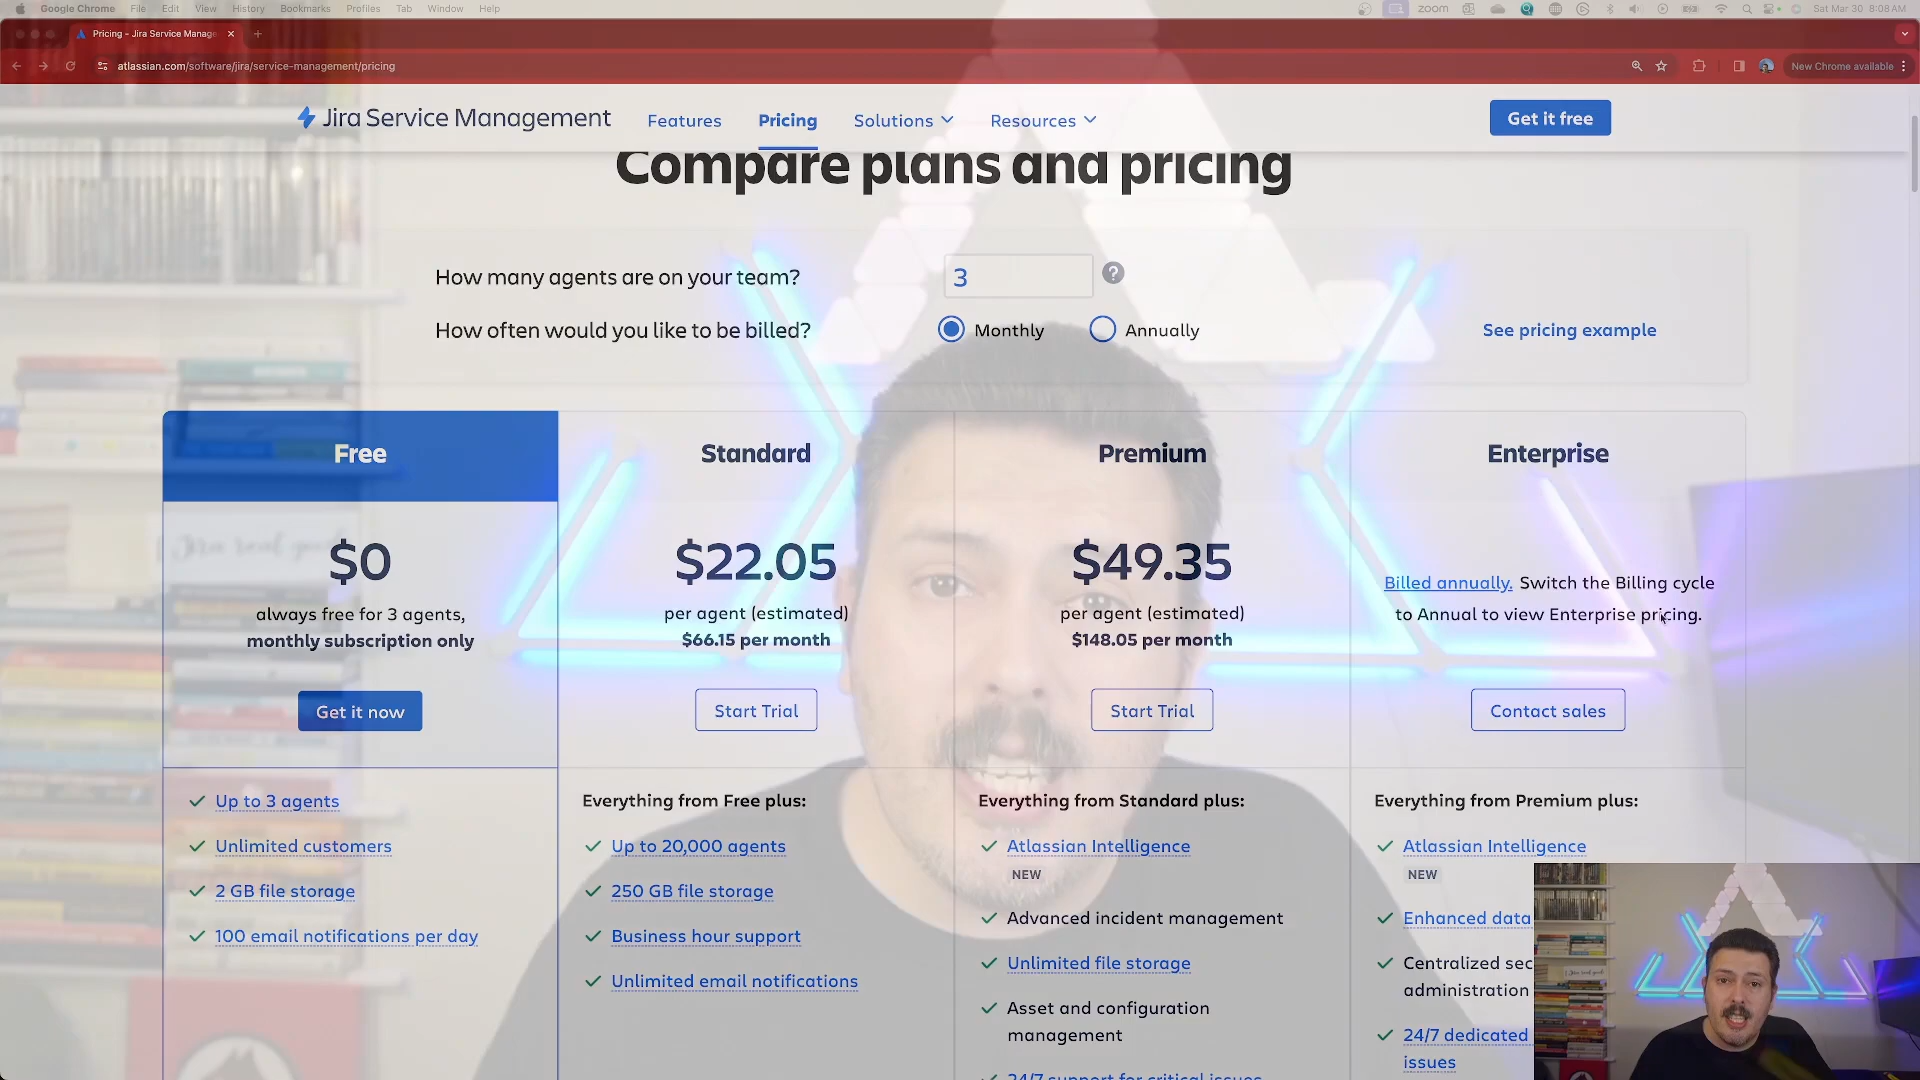 Google Chrome File Edit View History Bookmarks Profiles Tab Window Help zoom Sat Mar 30 8:08 AM
Pricing - Jira Service Manage
atlassian.com/software/jira/service-management/pricing New Chrome available
Jira Service Management Features Pricing Solutions Resources Get it free
Compare plans and pricing
How many agents are on your team? 3 ?
How often would you like to be billed? Monthly Annually See pricing example
Free Standard Premium Enterprise
$0 $22.05 $49.35
always free for 3 agents, per agent (estimated) per agent (estimated) Billed annually. Switch the Billing cycle
monthly subscription only $66.15 per month $148.05 per month to Annual to view Enterprise pricing.
Get it now Start Trial Start Trial Contact sales
Up to 3 agents
Unlimited customers
2 GB file storage
100 email notifications per day
Everything from Free plus:
Up to 20,000 agents
250 GB file storage
Business hour support
Unlimited email notifications
Everything from Standard plus:
Atlassian Intelligence
NEW
Advanced incident management
Unlimited file storage
Asset and configuration
management
24/7 support for critical issues
Everything from Premium plus:
Atlassian Intelligence
NEW
Enhanced data
Centralized sec
administration
24/7 dedicated
issues